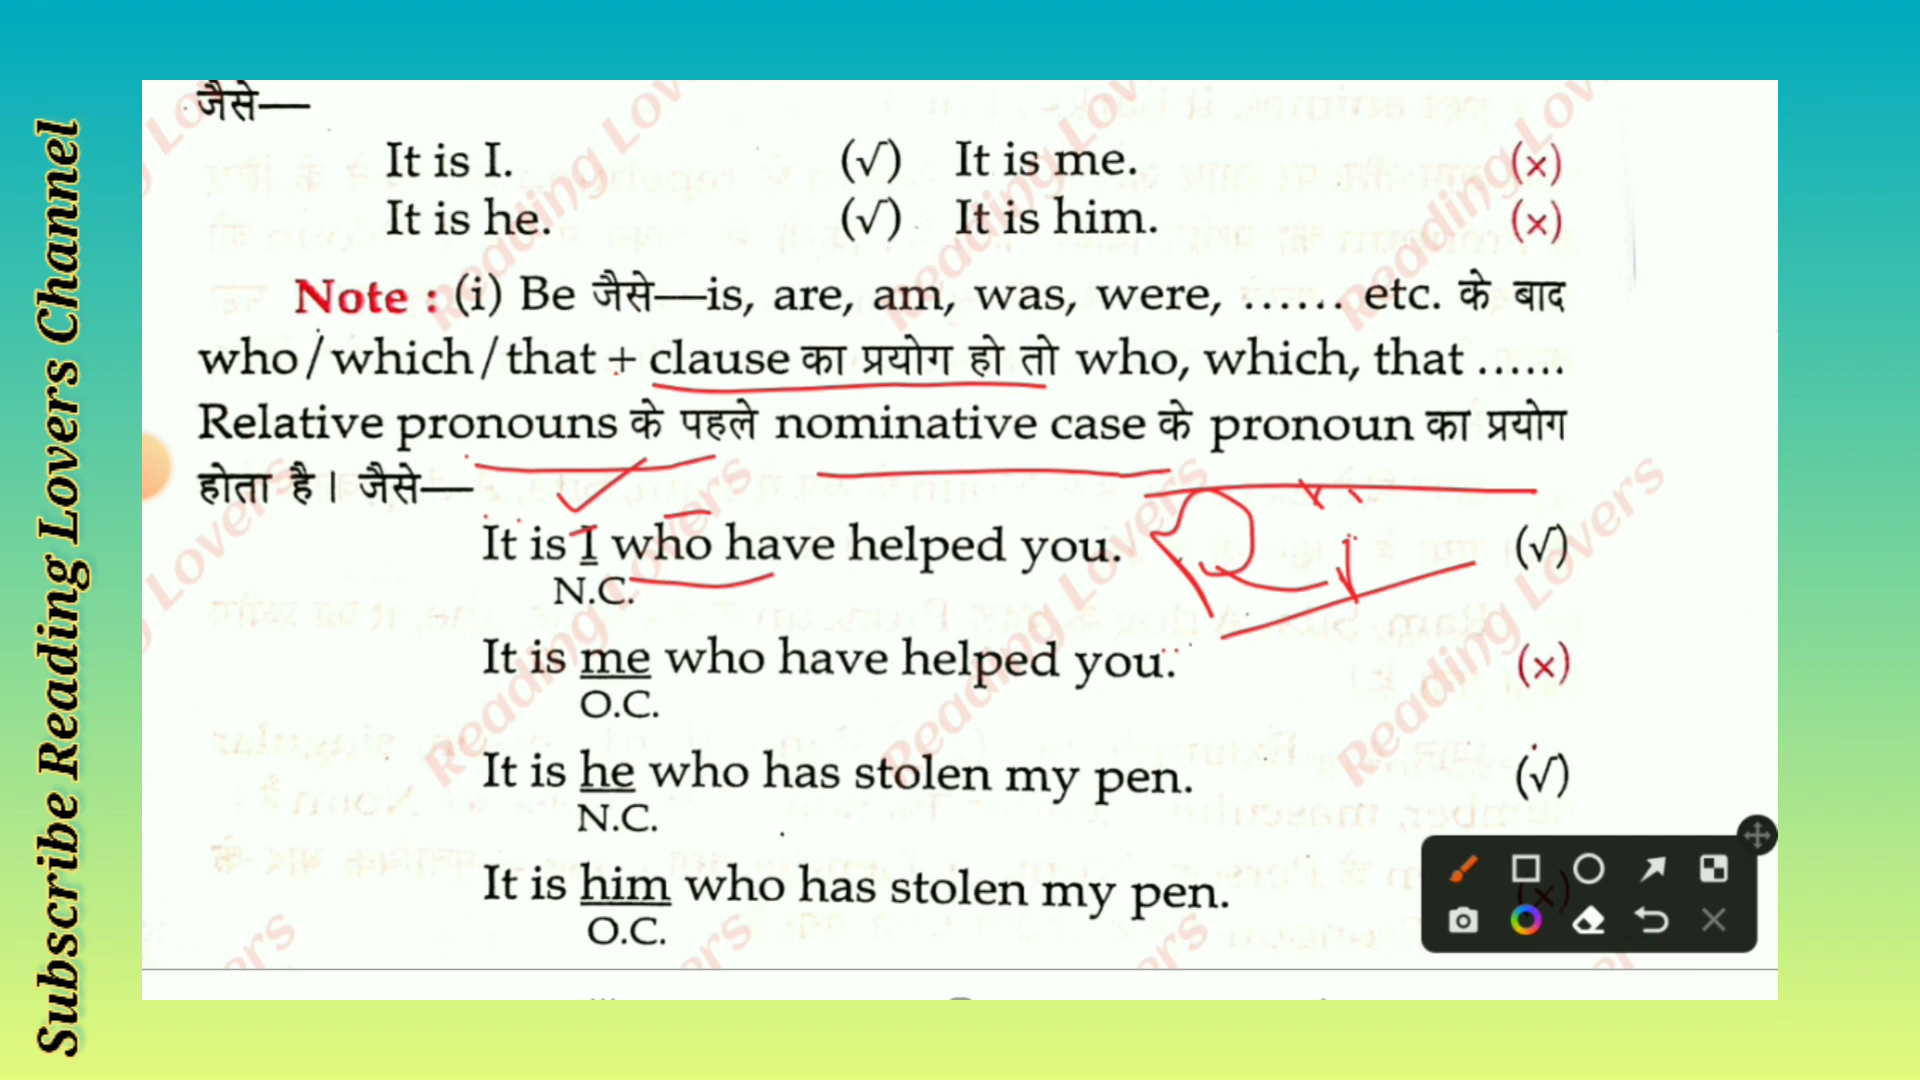 Subscribe Reading Lovers Channel
जैसे—
It is I. (√) It is me. (×)
It is he. (√) It is him. (×)
Note : (i) Be जैसे—is, are, am, was, were, ...... etc. के बाद
who/which/that + clause का प्रयोग हो तो who, which, that ......
Relative pronouns के पहले nominative case के pronoun का प्रयोग
होता है। जैसे—
It is I who have helped you. (√)
N.C.
It is me who have helped you. (×)
O.C.
It is he who has stolen my pen. (√)
N.C.
It is him who has stolen my pen. (×)
O.C.
Reading Lovers